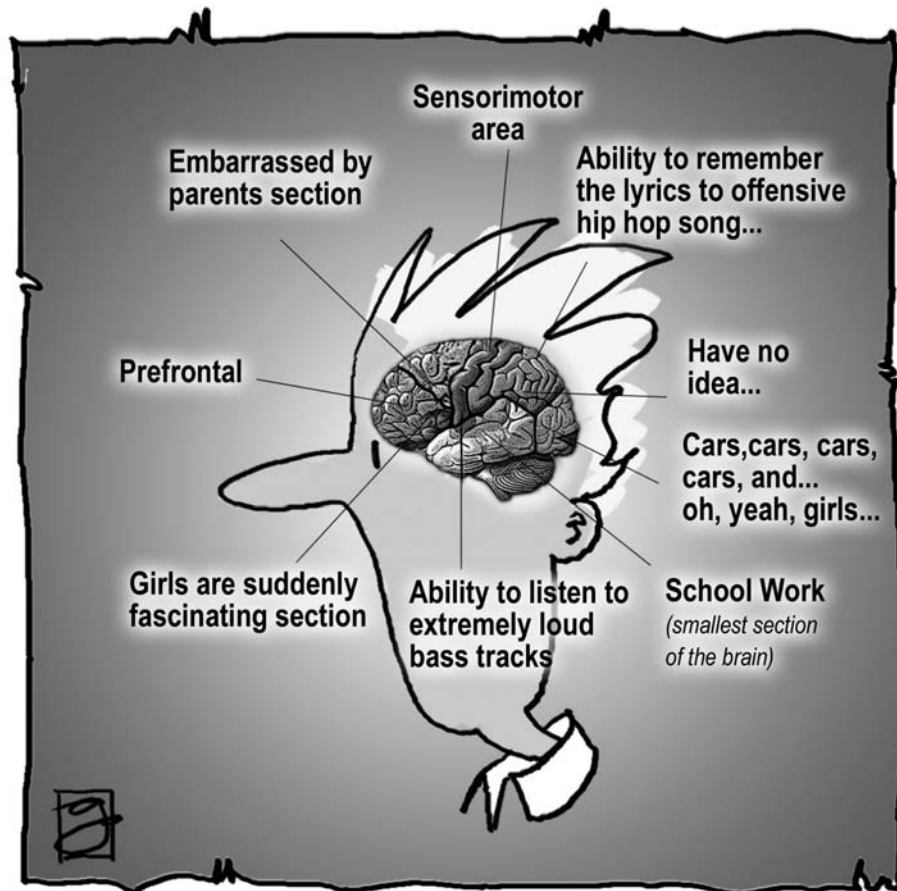 Sensorimotor
area
Embarrassed by
parents section
Ability to remember
the lyrics to offensive
hip hop song...
Prefrontal
Have no
idea...
Cars,cars, cars,
cars, and...
oh, yeah, girls...
Girls are suddenly
fascinating section
Ability to listen to
extremely loud
bass tracks
School Work
(smallest section
of the brain)